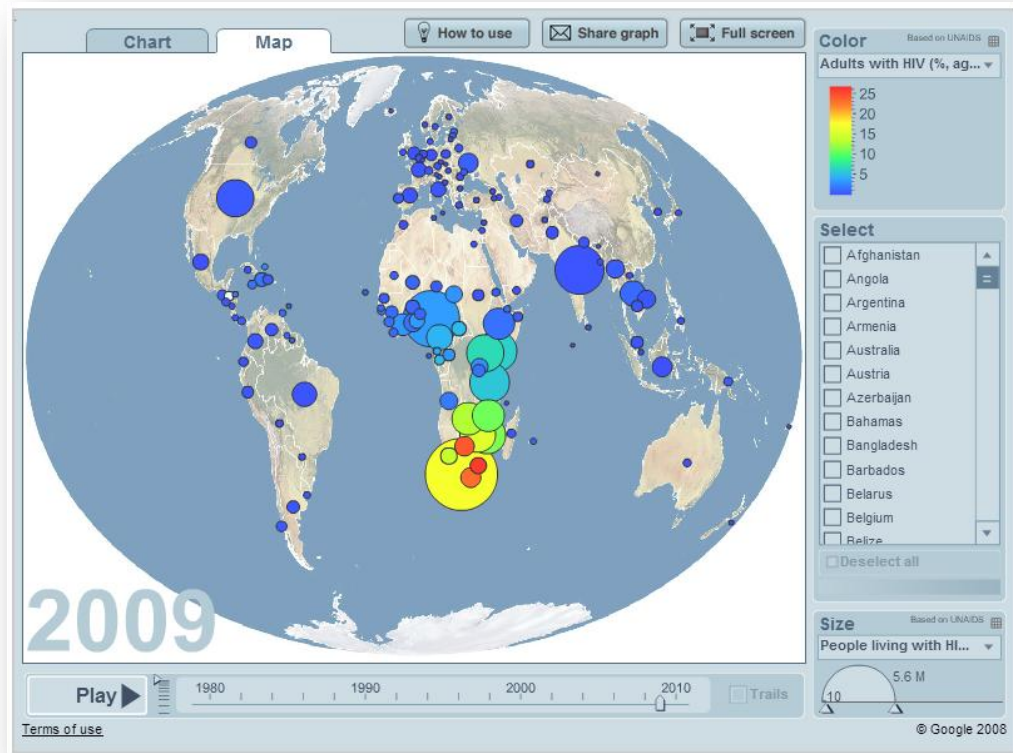 Chart
Map
How to use
Share graph
Full screen
Color
Based on UNAIDS
Adults with HIV (%, ag...
25
20
15
10
5
Select
Afghanistan
Angola
Argentina
Armenia
Australia
Austria
Azerbaijan
Bahamas
Bangladesh
Barbados
Belarus
Belgium
Belize
Deselect all
2009
Size
Based on UNAIDS
People living with HI...
5.6 M
10
Play
1980
1990
2000
2010
Trails
Terms of use
© Google 2008